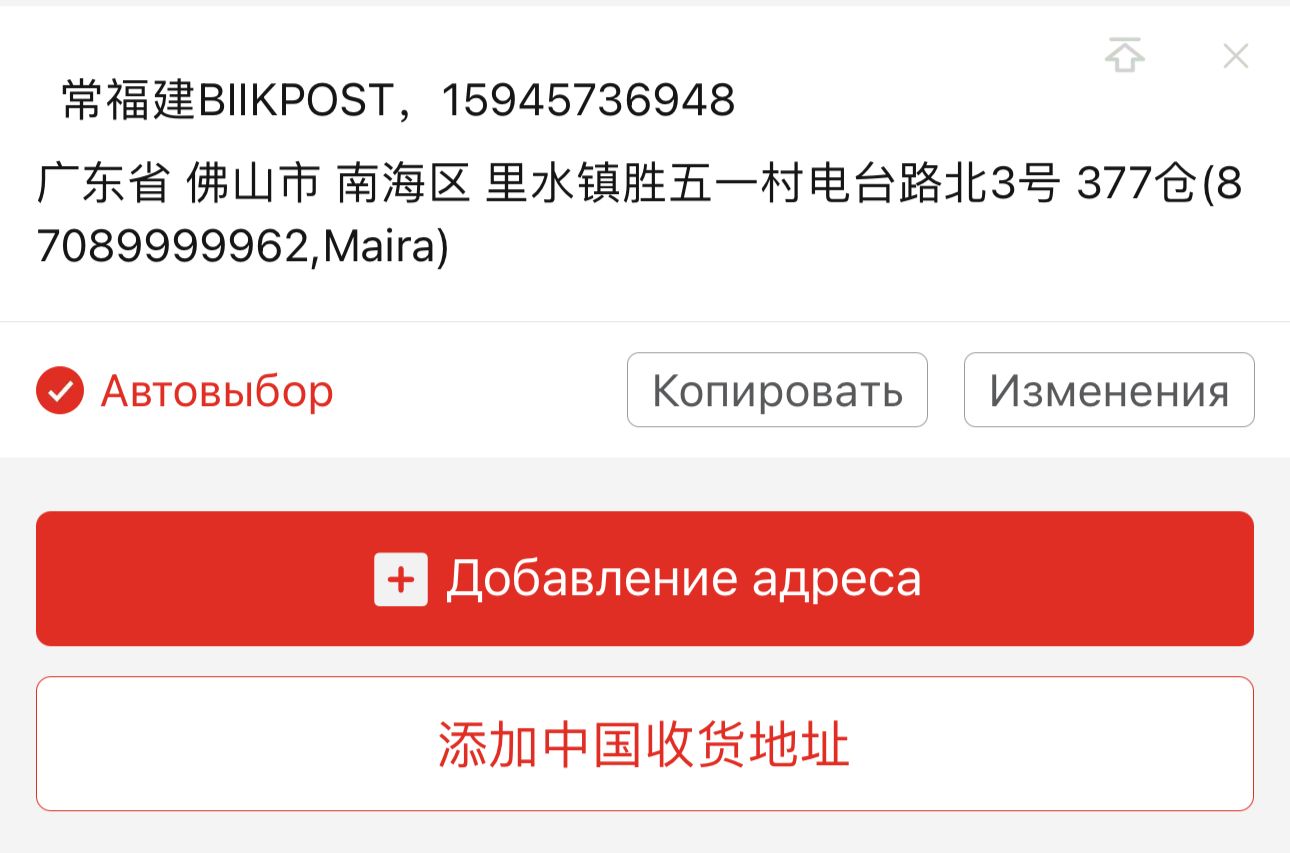 常福建BIIKPOST，15945736948
广东省 佛山市 南海区 里水镇胜五一村电台路北3号 377仓(8
7089999962,Maira)
Автовыбор
Копировать
Изменения
Добавление адреса
添加中国收货地址